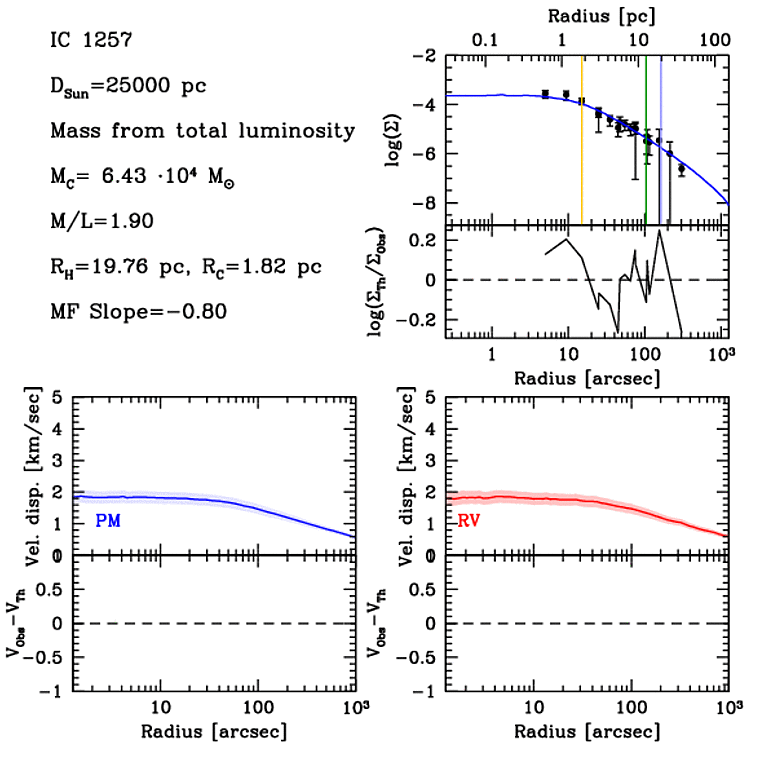 IC 1257
D_Sun=25000 pc
Mass from total luminosity
M_C= 6.43 ·10⁴ M_⊙
M/L=1.90
R_H=19.76 pc, R_C=1.82 pc
MF Slope=−0.80
Radius [pc]
0.1 1 10 100
−2
−4
−6
−8
log(Σ)
0.2
0
−0.2
log(Σ_Th/Σ_Obs)
1 10 100 10³
Radius [arcsec]
5
4
3
2
1
0
Vel. disp. [km/sec]
PM
0.5
0
−0.5
−1
V_Obs−V_Th
10 100 10³
Radius [arcsec]
5
4
3
2
1
0
Vel. disp. [km/sec]
RV
0.5
0
−0.5
−1
V_Obs−V_Th
10 100 10³
Radius [arcsec]